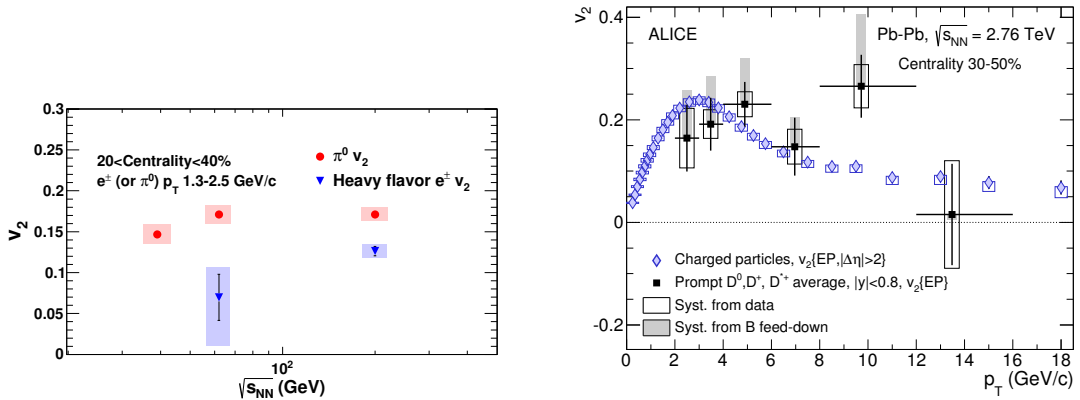 0.3
0.25
0.2
0.15
0.1
0.05
0
v₂
20<Centrality<40%
e± (or π⁰) p_T 1.3-2.5 GeV/c
π⁰ v₂
Heavy flavor e± v₂
10²
√s_NN (GeV)
v₂
0.4
0.2
0
-0.2
ALICE
Pb-Pb, √s_NN = 2.76 TeV
Centrality 30-50%
Charged particles, v₂{EP,|Δη|>2}
Prompt D⁰,D⁺, D*⁺ average, |y|<0.8, v₂{EP}
Syst. from data
Syst. from B feed-down
0 2 4 6 8 10 12 14 16 18
p_T (GeV/c)